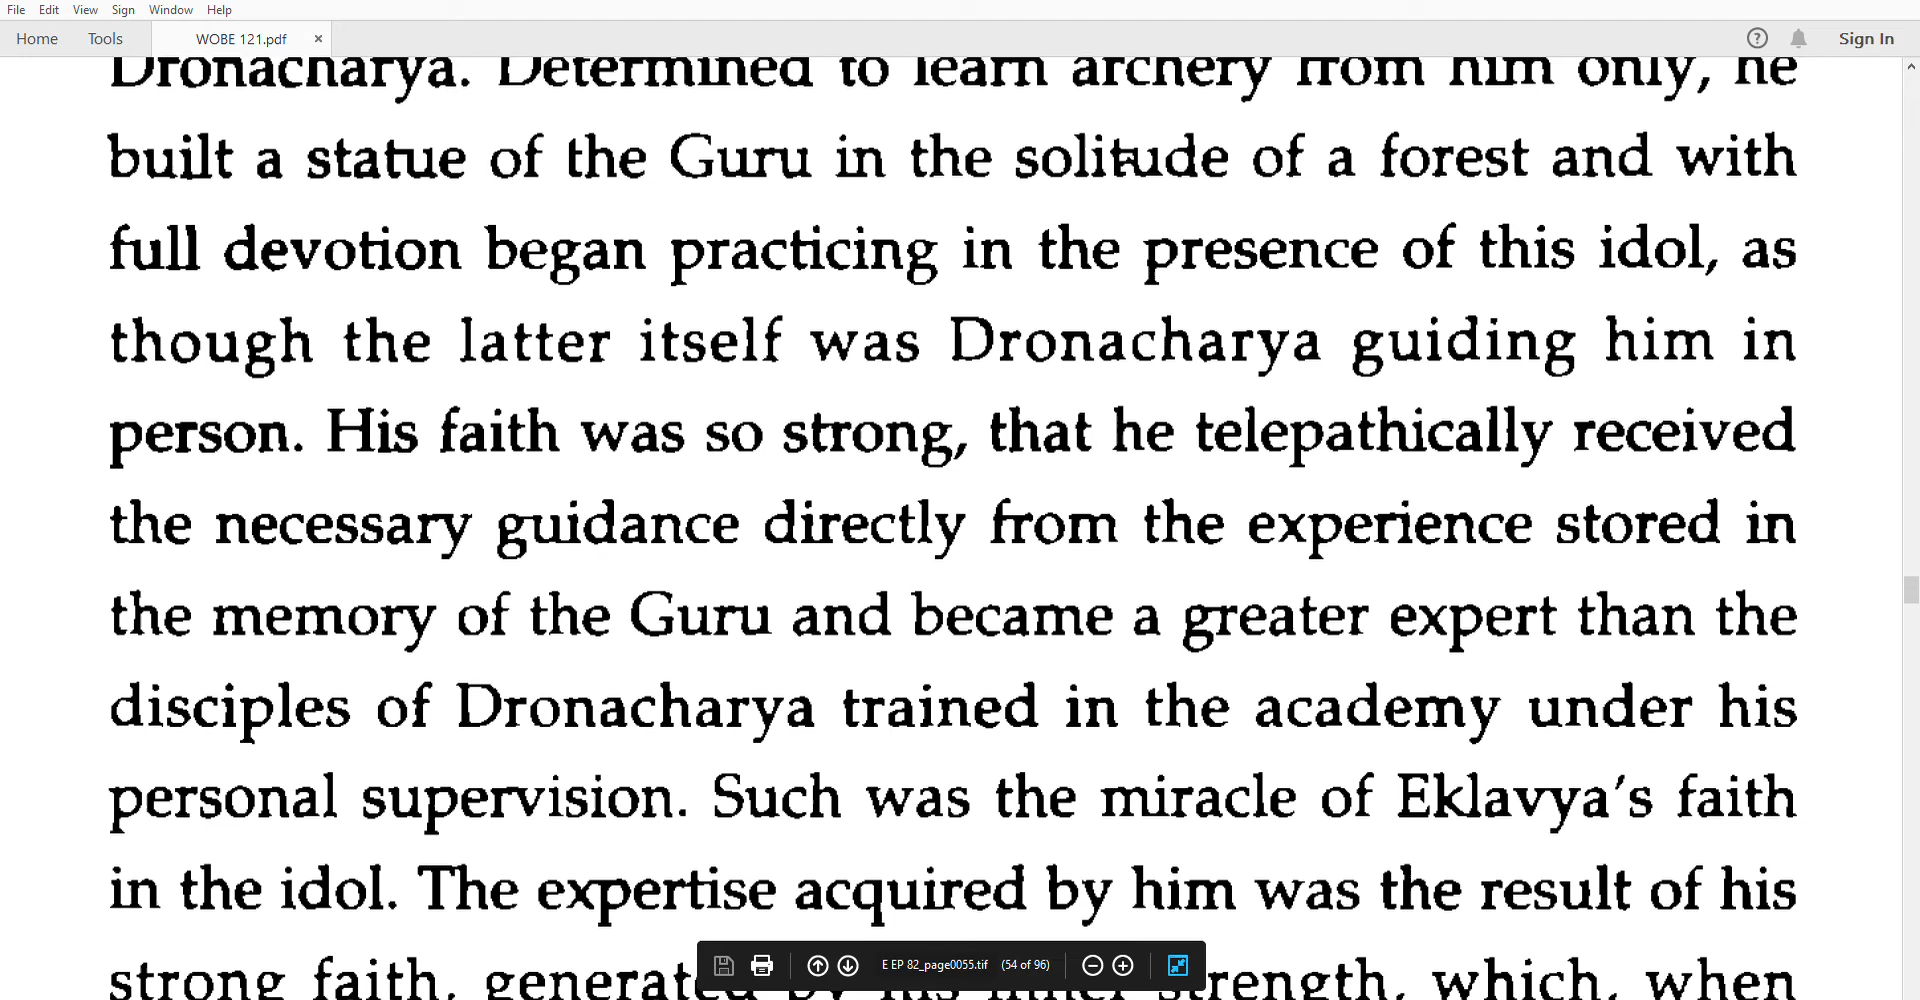 File Edit View Sign Window Help
Home Tools WOBE 121.pdf × Sign In
Dronacharya. Determined to learn archery from him only, he
built a statue of the Guru in the solitude of a forest and with
full devotion began practicing in the presence of this idol, as
though the latter itself was Dronacharya guiding him in
person. His faith was so strong, that he telepathically received
the necessary guidance directly from the experience stored in
the memory of the Guru and became a greater expert than the
disciples of Dronacharya trained in the academy under his
personal supervision. Such was the miracle of Eklavya's faith
in the idol. The expertise acquired by him was the result of his
strong faith, generated by his inner strength, which, when
E EP 82_page0055.tif (54 of 96)